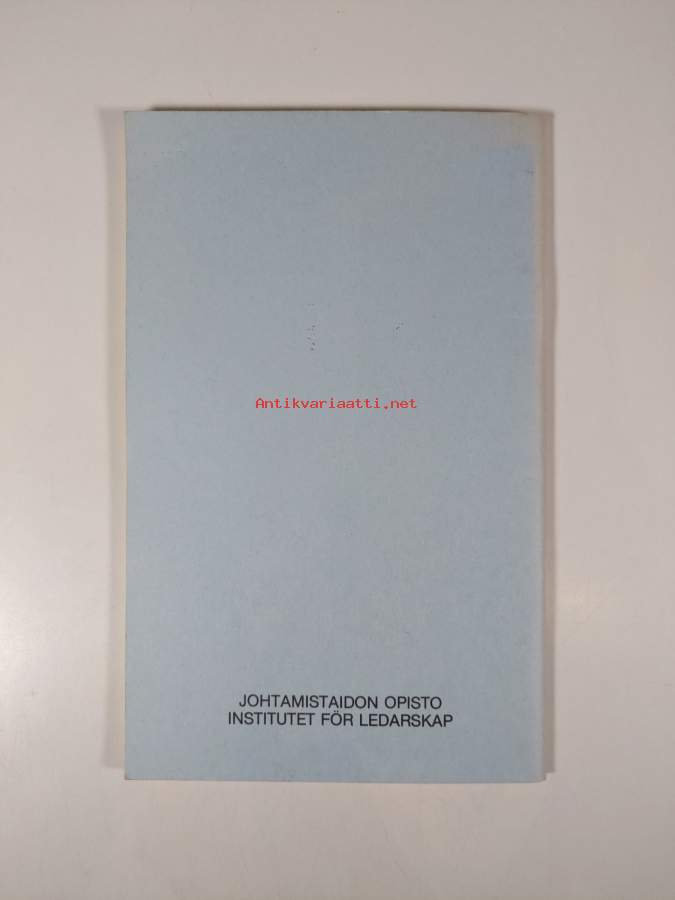 Antikvariaatti.net
JOHTAMISTAIDON OPISTO
INSTITUTET FÖR LEDARSKAP